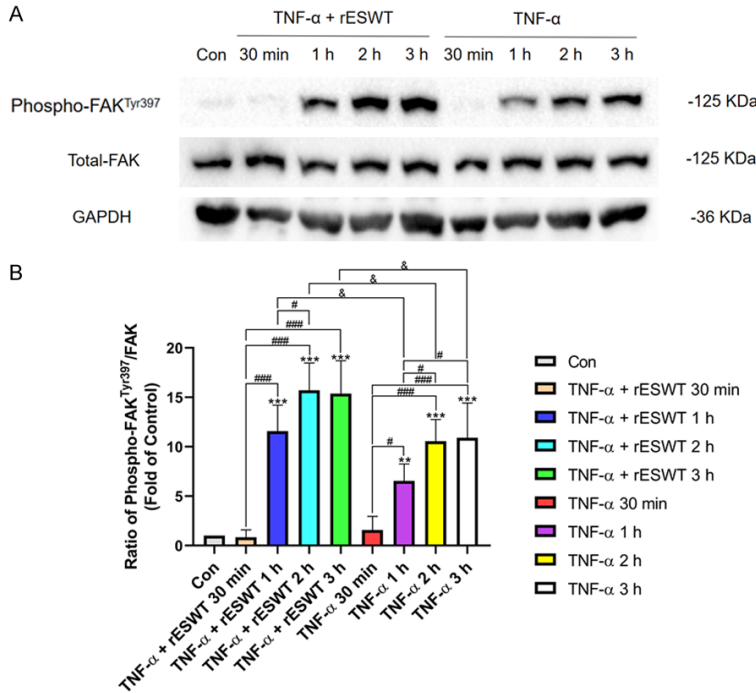 A
TNF-α + rESWT TNF-α
Con 30 min 1 h 2 h 3 h 30 min 1 h 2 h 3 h
Phospho-FAKTyr397 -125 KDa
Total-FAK -125 KDa
GAPDH -36 KDa
B
&
&
&
#
###
###
###
***
***
***
#
#
###
###
#
**
***
***
Ratio of Phospho-FAKTyr397/FAK
(Fold of Control)
20
15
10
5
0
Con
TNF-α + rESWT 30 min
TNF-α + rESWT 1 h
TNF-α + rESWT 2 h
TNF-α + rESWT 3 h
TNF-α 30 min
TNF-α 1 h
TNF-α 2 h
TNF-α 3 h
Con
TNF-α + rESWT 30 min
TNF-α + rESWT 1 h
TNF-α + rESWT 2 h
TNF-α + rESWT 3 h
TNF-α 30 min
TNF-α 1 h
TNF-α 2 h
TNF-α 3 h